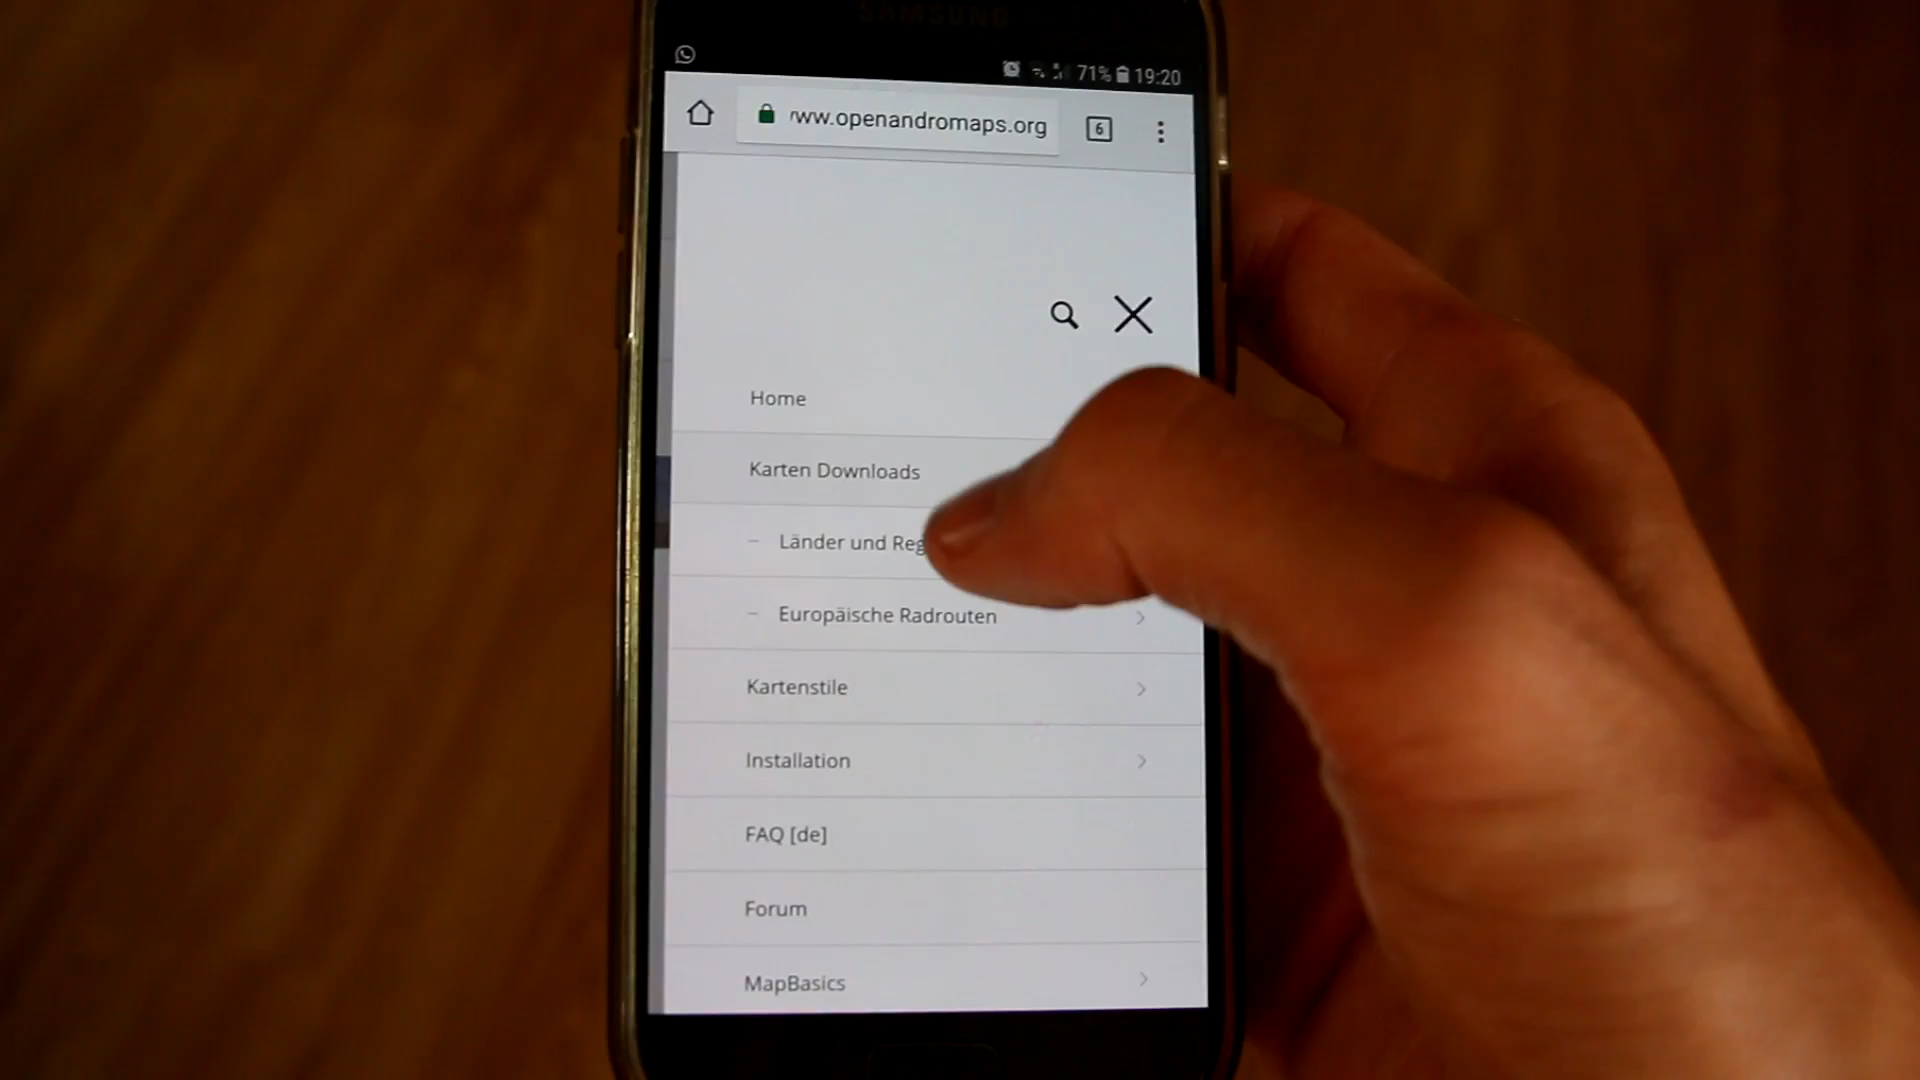 SAMSUNG
71% 19:20
www.openandromaps.org
6
Home
Karten Downloads
– Länder und Reg
– Europäische Radrouten
Kartenstile
Installation
FAQ [de]
Forum
MapBasics